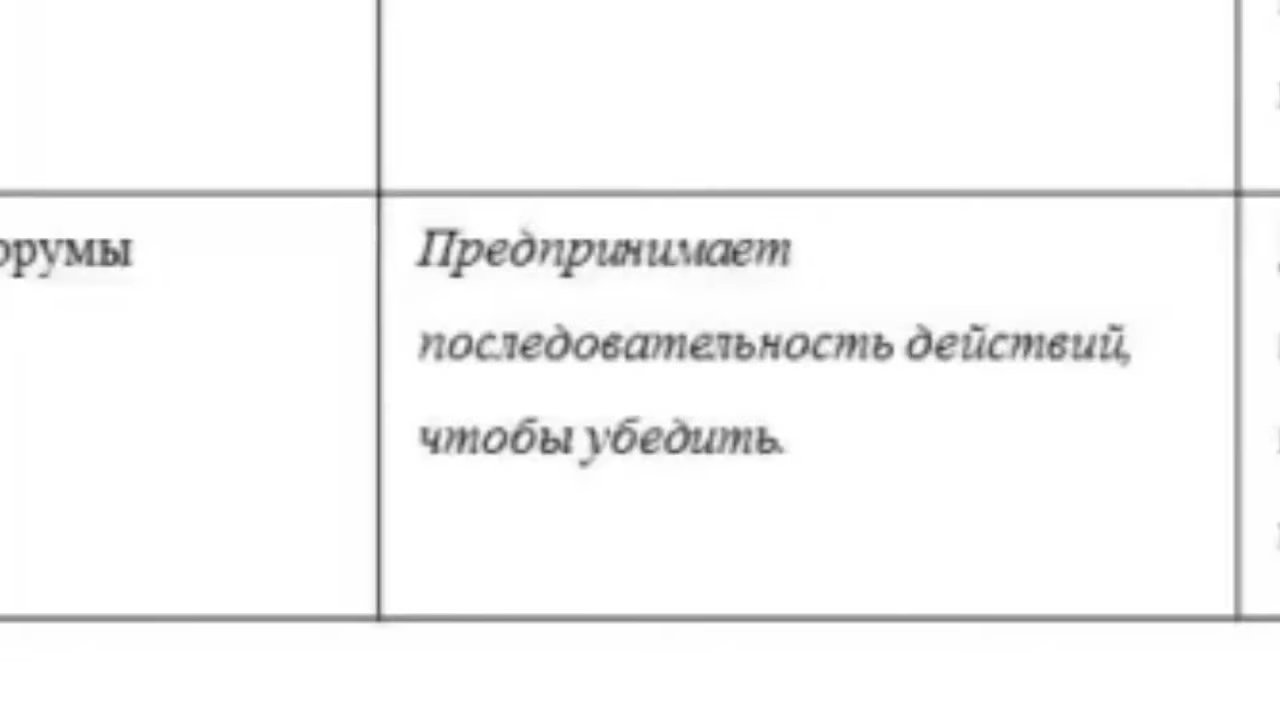 орумы
Предпринимает
последовательность действий,
чтобы убедить.